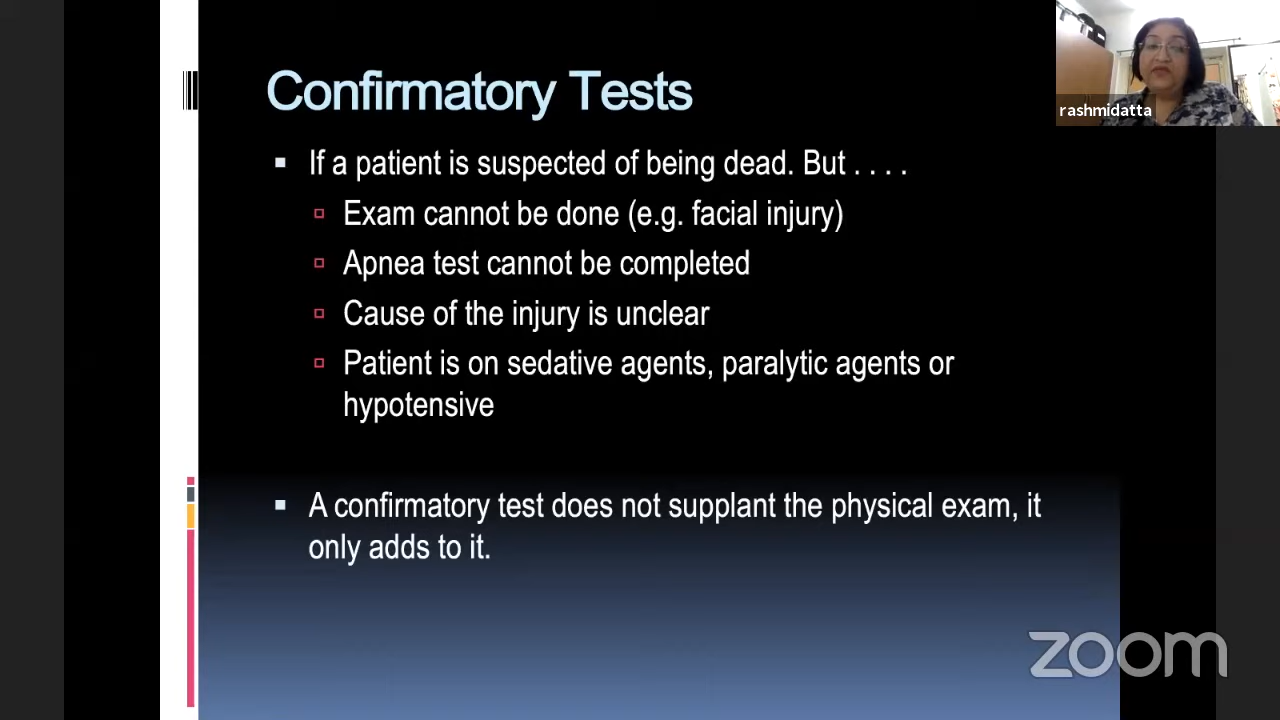 Confirmatory Tests
rashmidatta
▪ If a patient is suspected of being dead. But . . . .
▫ Exam cannot be done (e.g. facial injury)
▫ Apnea test cannot be completed
▫ Cause of the injury is unclear
▫ Patient is on sedative agents, paralytic agents or
hypotensive
▪ A confirmatory test does not supplant the physical exam, it
only adds to it.
zoom